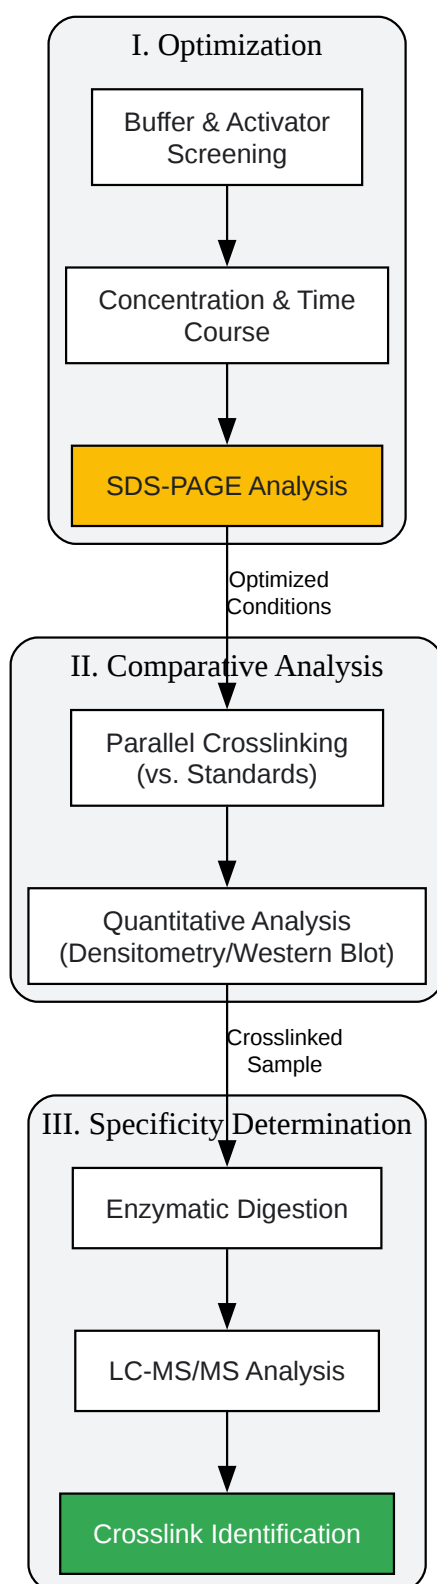 I. Optimization
Buffer & Activator
Screening
Concentration & Time
Course
SDS-PAGE Analysis
Optimized
Conditions
II. Comparative Analysis
Parallel Crosslinking
(vs. Standards)
Quantitative Analysis
(Densitometry/Western Blot)
Crosslinked
Sample
III. Specificity Determination
Enzymatic Digestion
LC-MS/MS Analysis
Crosslink Identification